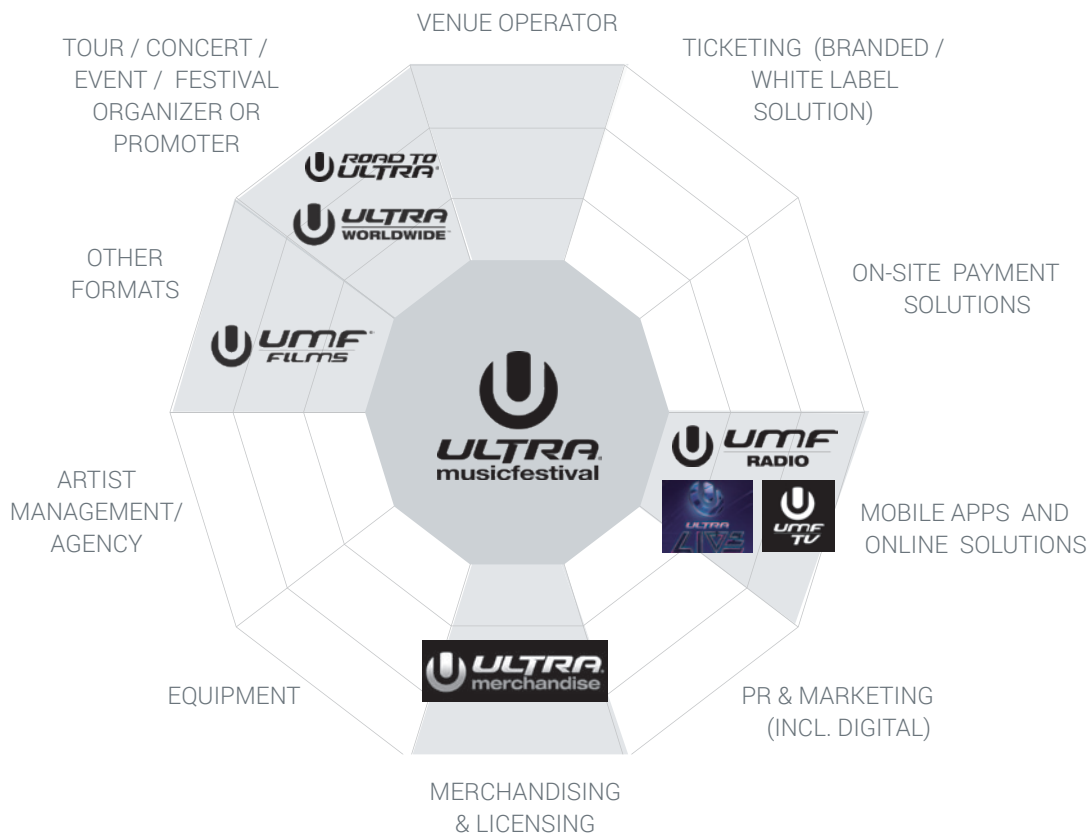 VENUE OPERATOR
TOUR / CONCERT /
EVENT / FESTIVAL
ORGANIZER OR
PROMOTER
TICKETING (BRANDED /
WHITE LABEL
SOLUTION)
ROAD TO
ULTRA
ULTRA
WORLDWIDE
OTHER
FORMATS
UMF
FILMS
ON-SITE PAYMENT
SOLUTIONS
ULTRA
musicfestival
UMF
RADIO
ULTRA
LIVE
UMF
TV
MOBILE APPS AND
ONLINE SOLUTIONS
ARTIST
MANAGEMENT/
AGENCY
ULTRA
merchandise
EQUIPMENT
PR & MARKETING
(INCL. DIGITAL)
MERCHANDISING
& LICENSING